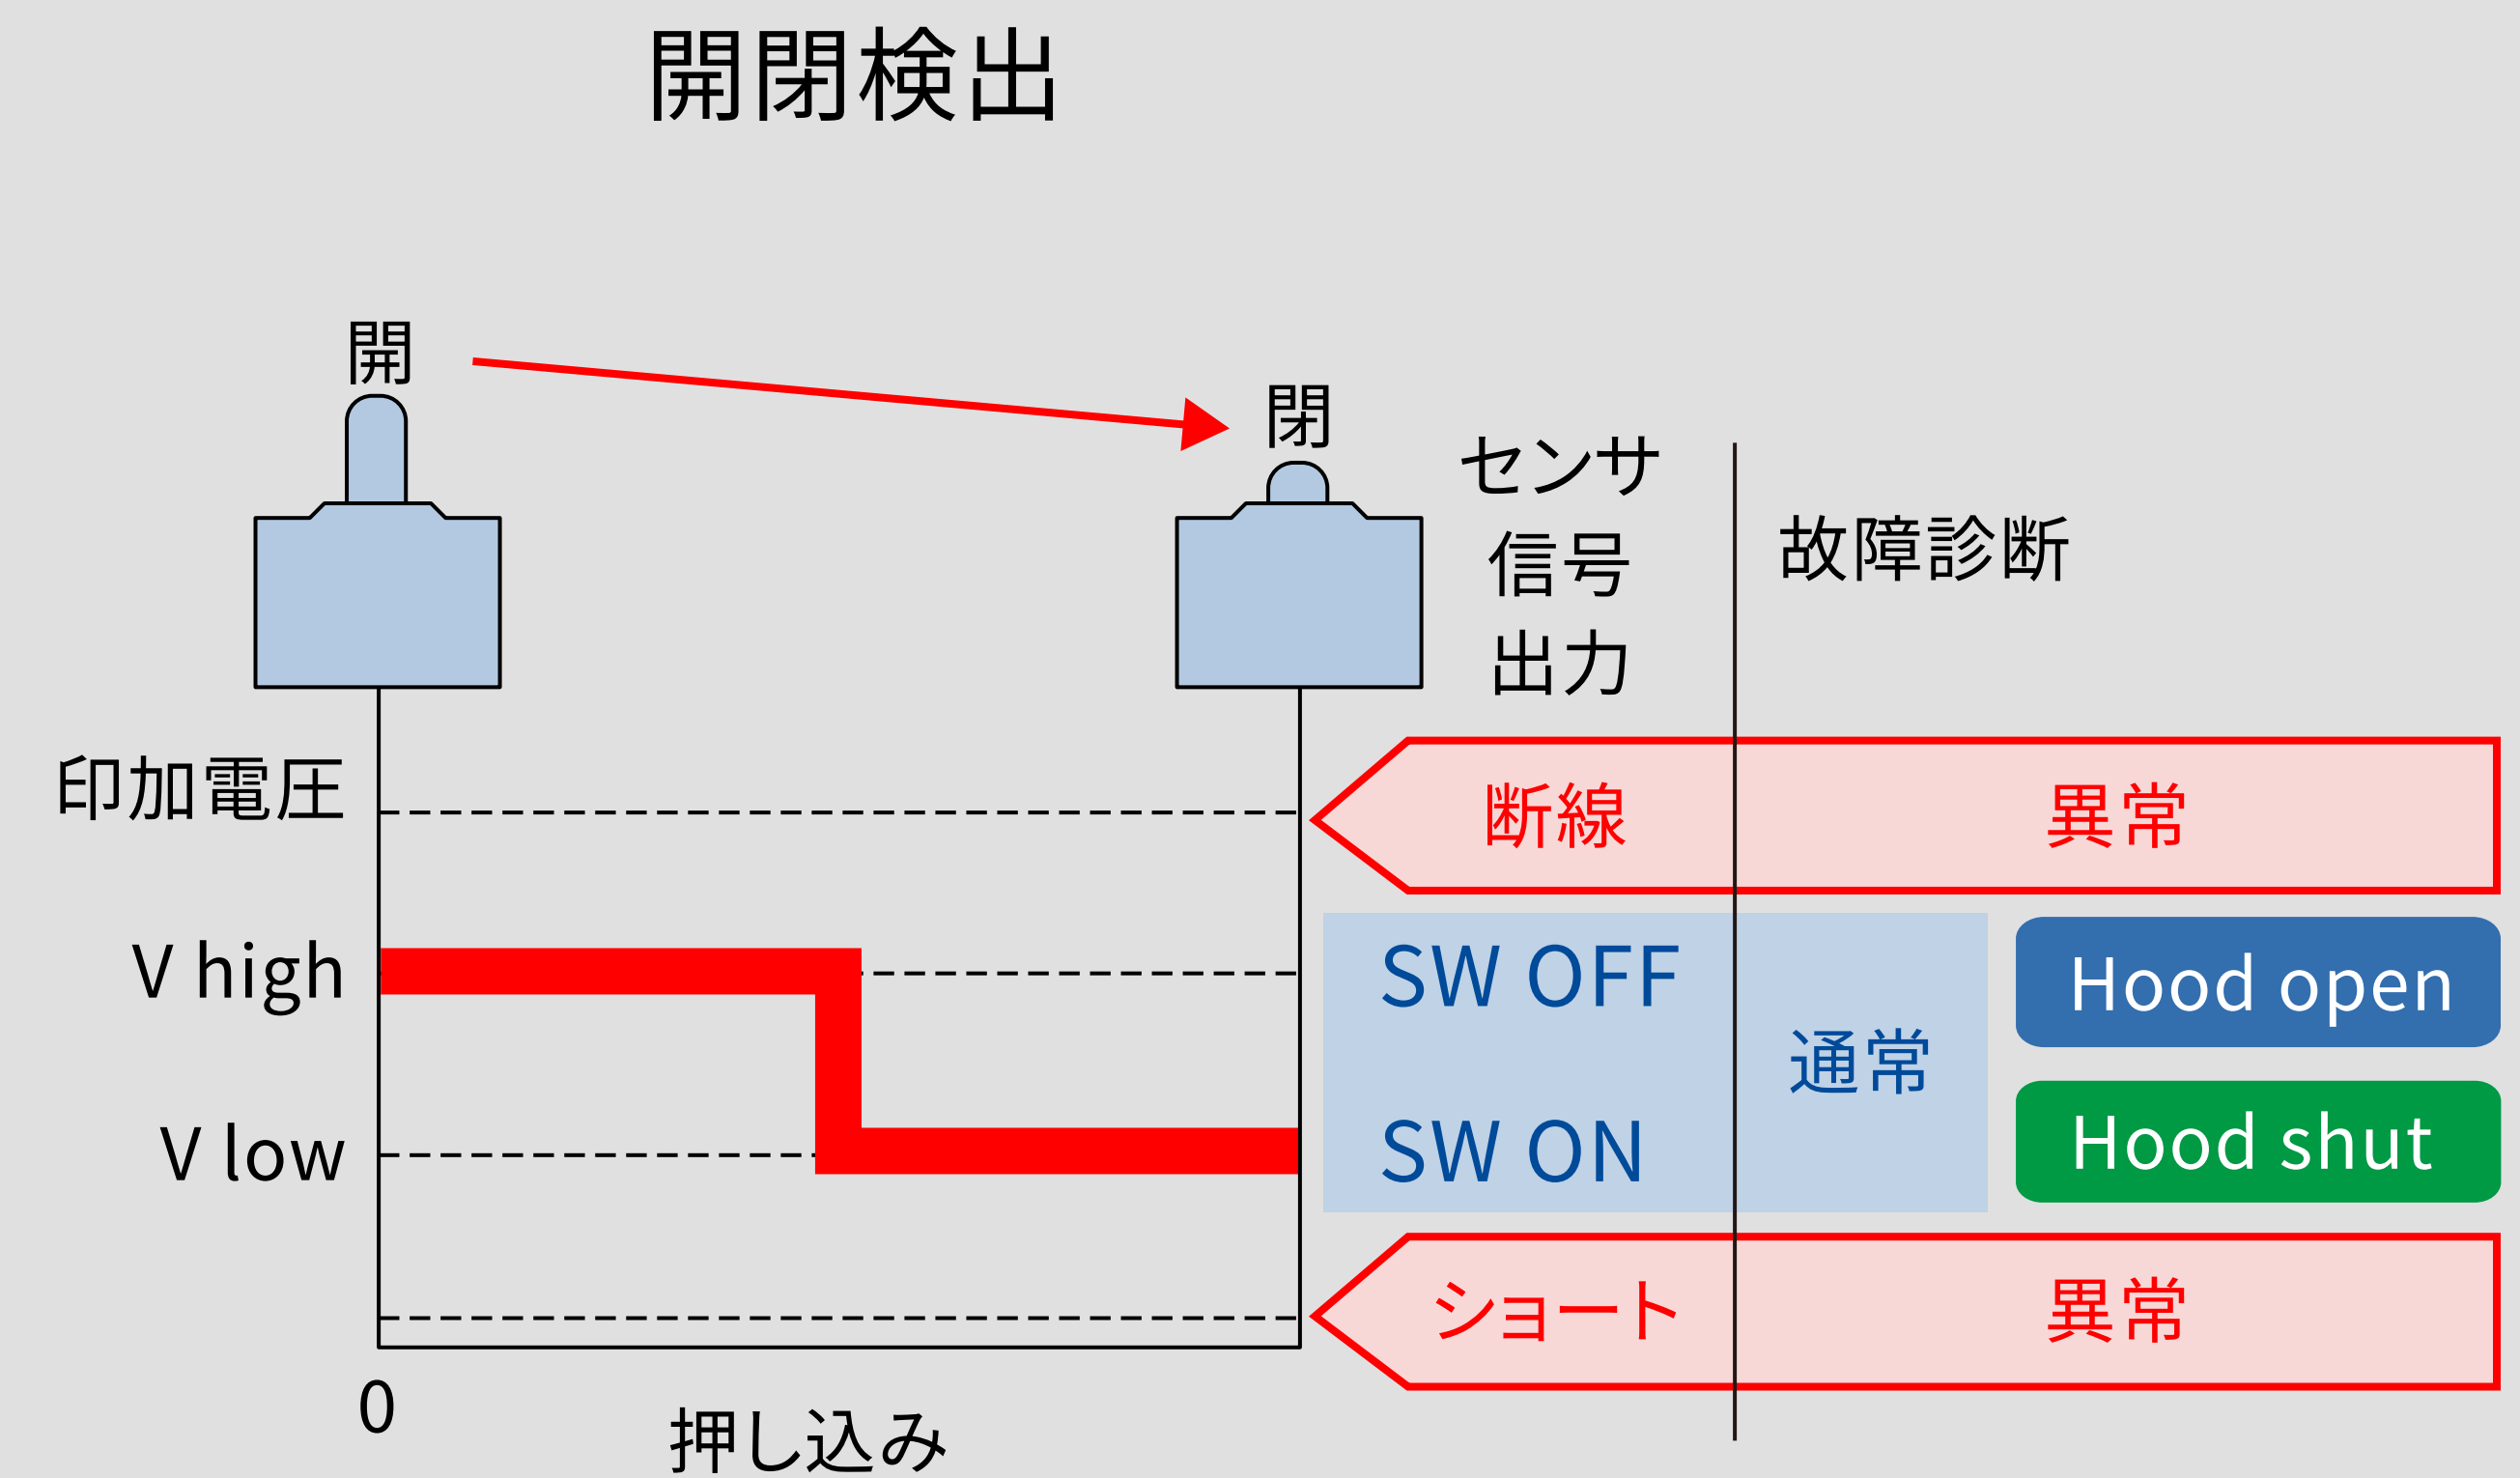 開閉検出
開
閉
センサ
信号
出力
故障診断
印加電圧
断線
異常
V high
SW OFF
Hood open
通常
V low
SW ON
Hood shut
ショート
異常
0
押し込み